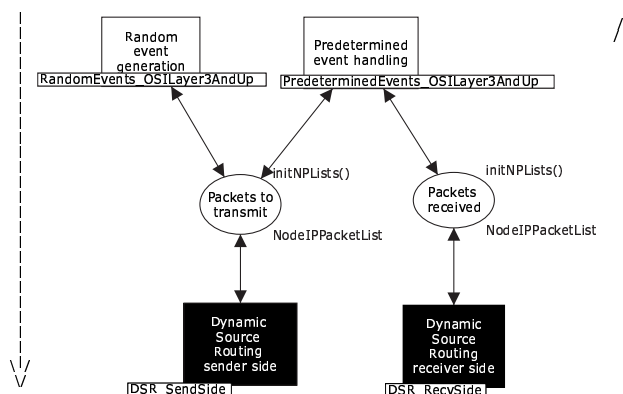 Random
event
generation
RandomEvents_OSILayer3AndUp
Predetermined
event handling
PredeterminedEvents_OSILayer3AndUp
initNPLists()
Packets to
transmit
NodeIPPacketList
initNPLists()
Packets
received
NodeIPPacketList
Dynamic
Source
Routing
sender side
DSR_SendSide
Dynamic
Source
Routing
receiver side
DSR_RecvSide